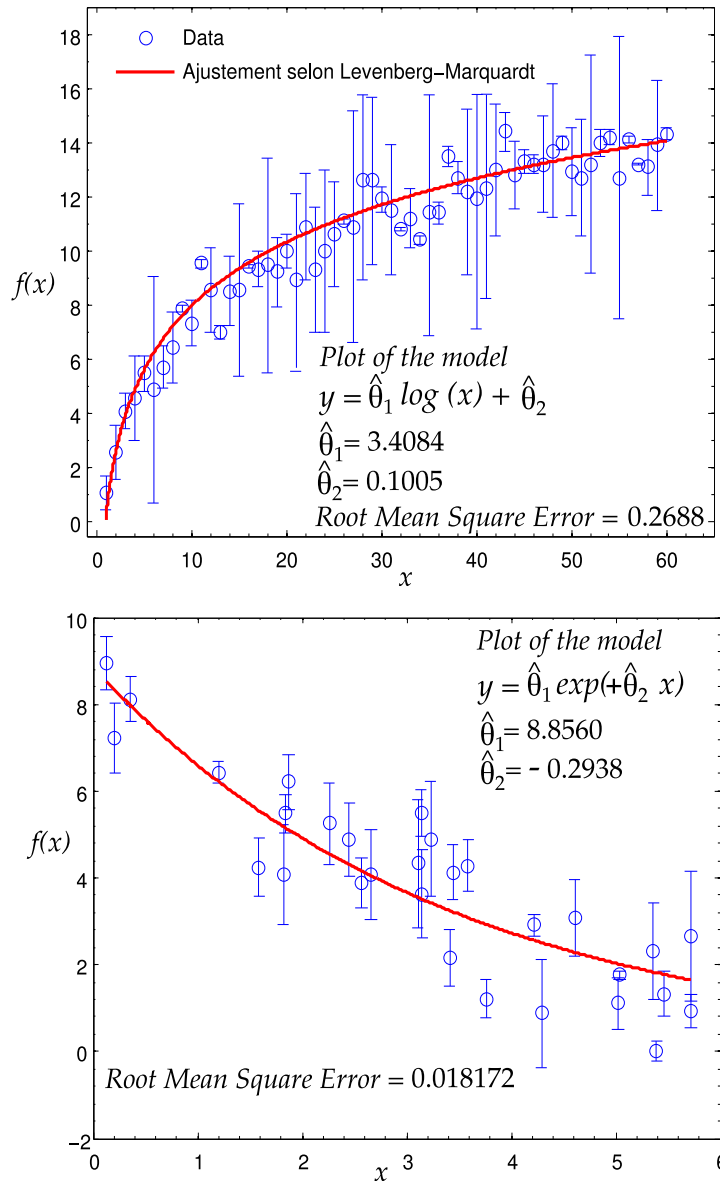 18
16
14
12
10
8
6
4
2
0
f(x)
Data
Ajustement selon Levenberg−Marquardt
Plot of the model
y = θ̂₁ log (x) + θ̂₂
θ̂₁= 3.4084
θ̂₂= 0.1005
Root Mean Square Error = 0.2688
0 10 20 30 40 50 60
x
10
8
6
4
2
0
−2
f(x)
Plot of the model
y = θ̂₁ exp(+θ̂₂ x)
θ̂₁= 8.8560
θ̂₂= - 0.2938
Root Mean Square Error = 0.018172
0 1 2 3 4 5 6
x